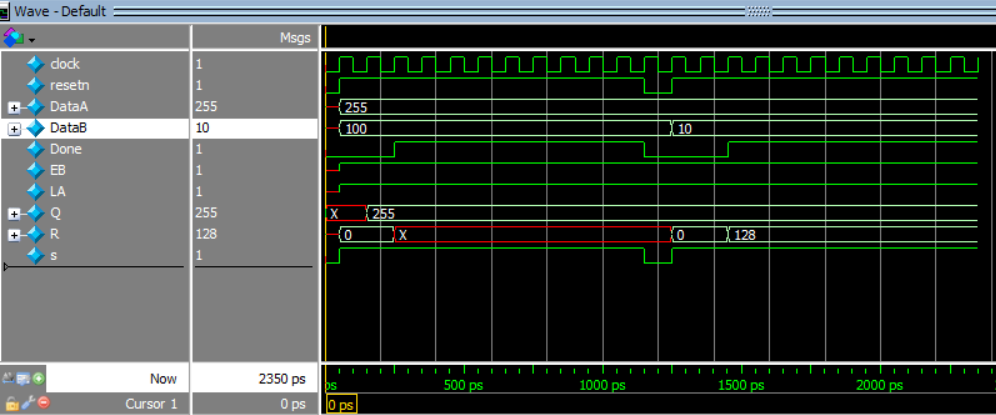 Wave - Default
Msgs
clock 1
resetn 1
DataA 255 255
DataB 10 100 10
Done 1
EB 1
LA 1
Q 255 X 255
R 128 0 X 0 128
s 1
Now 2350 ps ps 500 ps 1000 ps 1500 ps 2000 ps
Cursor 1 0 ps 0 ps